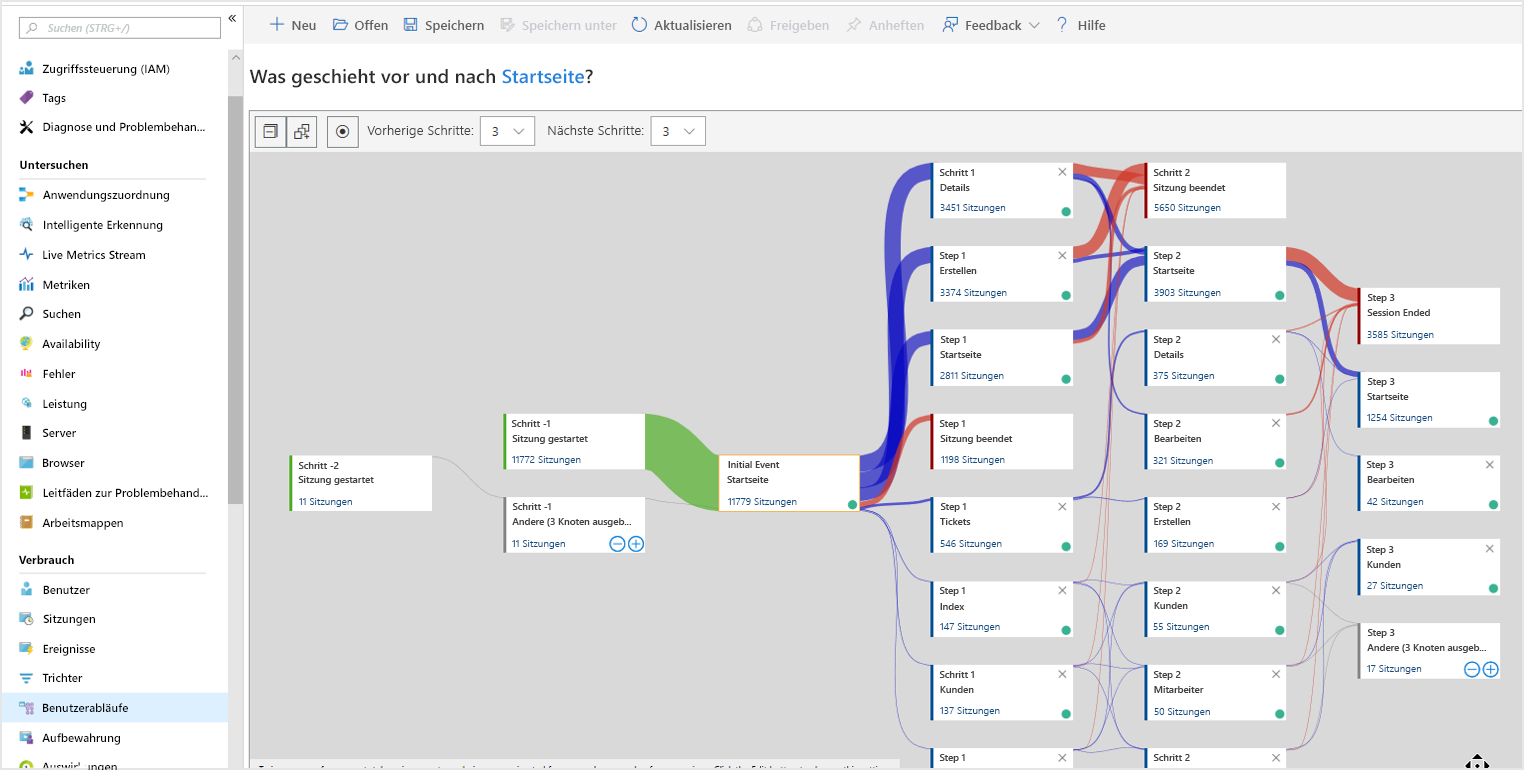 Suchen (STRG+/)
«
Zugriffssteuerung (IAM)
Tags
Diagnose und Problembehan...
Untersuchen
Anwendungszuordnung
Intelligente Erkennung
Live Metrics Stream
Metriken
Suchen
Availability
Fehler
Leistung
Server
Browser
Leitfäden zur Problembehand...
Arbeitsmappen
Verbrauch
Benutzer
Sitzungen
Ereignisse
Trichter
Benutzerabläufe
Aufbewahrung
Neu
Offen
Speichern
Speichern unter
Aktualisieren
Freigeben
Anheften
Feedback
Hilfe
Was geschieht vor und nach Startseite?
Vorherige Schritte: 3
Nächste Schritte: 3
Schritt -2
Sitzung gestartet
11 Sitzungen
Schritt -1
Sitzung gestartet
11772 Sitzungen
Schritt -1
Andere (3 Knoten ausgeb...
11 Sitzungen
Initial Event
Startseite
11779 Sitzungen
Schritt 1
Details
3451 Sitzungen
Step 1
Erstellen
3374 Sitzungen
Step 1
Startseite
2811 Sitzungen
Step 1
Sitzung beendet
1198 Sitzungen
Step 1
Tickets
546 Sitzungen
Step 1
Index
147 Sitzungen
Schritt 1
Kunden
137 Sitzungen
Step 1
Schritt 2
Sitzung beendet
5650 Sitzungen
Step 2
Startseite
3903 Sitzungen
Step 2
Details
375 Sitzungen
Step 2
Bearbeiten
321 Sitzungen
Step 2
Erstellen
169 Sitzungen
Step 2
Kunden
55 Sitzungen
Step 2
Mitarbeiter
50 Sitzungen
Schritt 2
Step 3
Session Ended
3585 Sitzungen
Step 3
Startseite
1254 Sitzungen
Step 3
Bearbeiten
42 Sitzungen
Step 3
Kunden
27 Sitzungen
Step 3
Andere (3 Knoten ausgeb...
17 Sitzungen